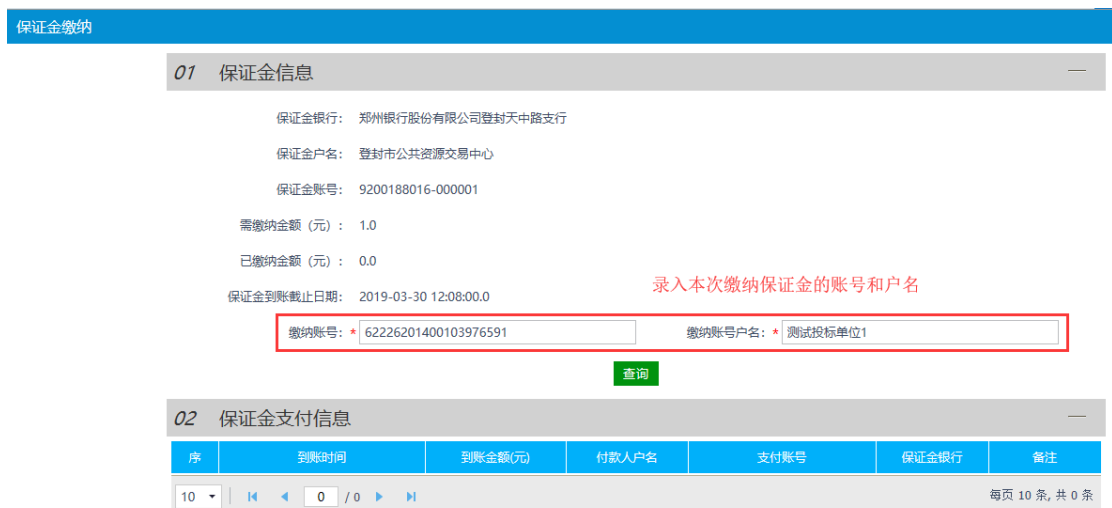 保证金缴纳
01 保证金信息
保证金银行: 郑州银行股份有限公司登封天中路支行
保证金户名: 登封市公共资源交易中心
保证金账号: 9200188016-000001
需缴纳金额（元）: 1.0
已缴纳金额（元）: 0.0
录入本次缴纳保证金的账号和户名
保证金到账截止日期: 2019-03-30 12:08:00.0
缴纳账号: * 62226201400103976591 缴纳账号户名: * 测试投标单位1
查询
02 保证金支付信息
序 到账时间 到账金额(元) 付款人户名 支付账号 保证金银行 备注
10 0 / 0 每页 10 条, 共 0 条